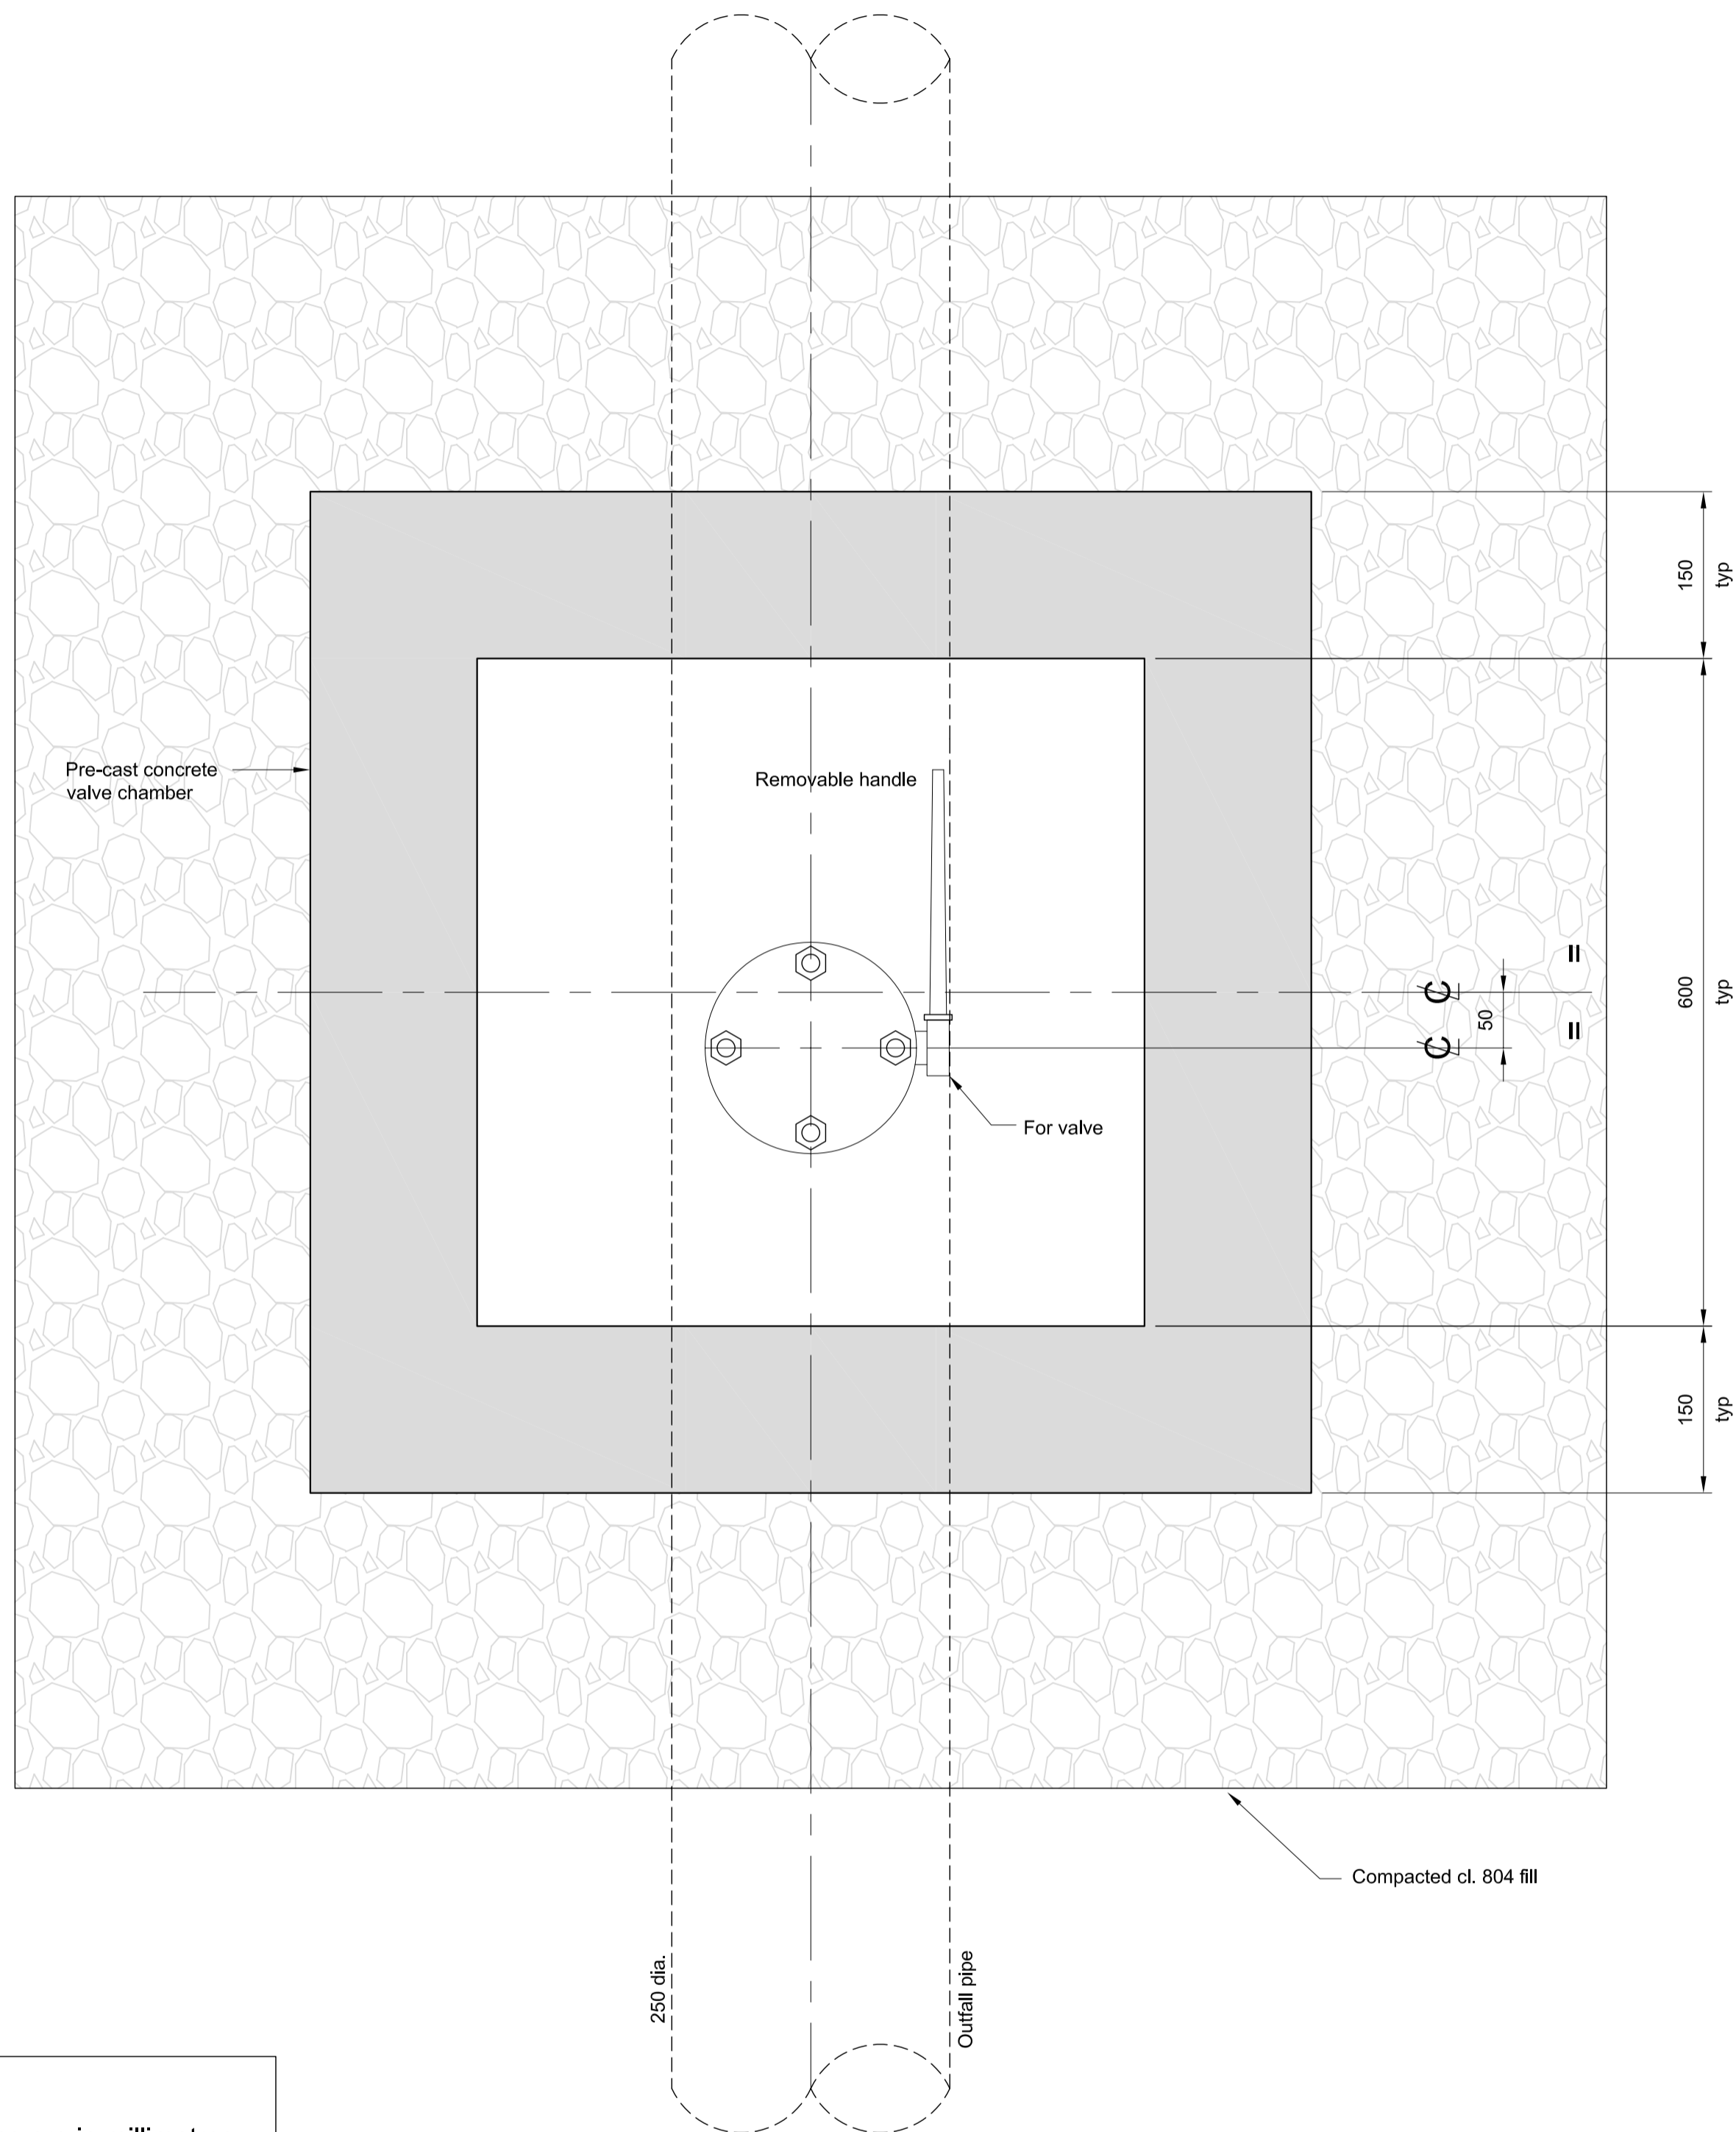 150
typ
Pre-cast concrete
valve chamber
Removable handle
=
℄
600
typ
50
=
℄
For valve
150
typ
Compacted cl. 804 fill
250 dia.
Outfall pipe